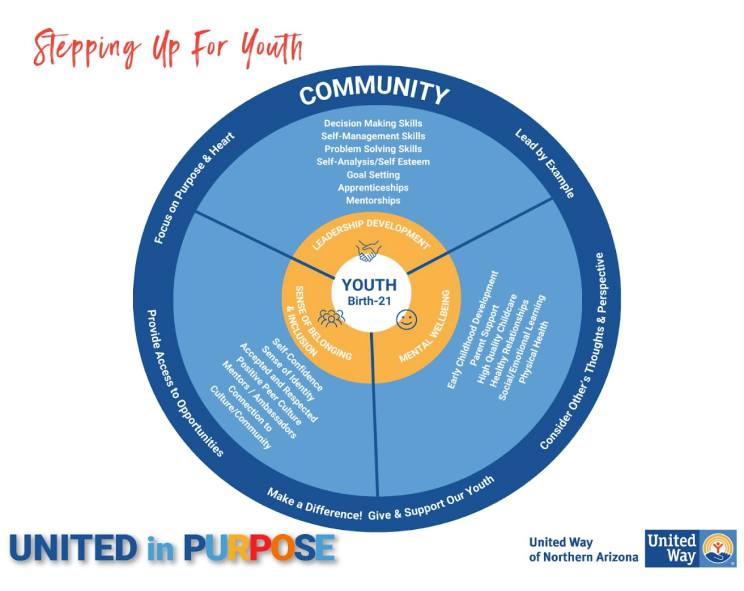 Stepping Up For Youth
COMMUNITY
Focus on Purpose & Heart
Lead by Example
Decision Making Skills
Self-Management Skills
Problem Solving Skills
Self-Analysis/Self Esteem
Goal Setting
Apprenticeships
Mentorships
LEADERSHIP DEVELOPMENT
YOUTH
Birth-21
SENSE OF BELONGING
& INCLUSION
MENTAL WELLBEING
Early Childhood Development
Parent Support
High Quality Childcare
Healthy Relationships
Social/Emotional Learning
Physical Health
Self-Confidence
Sense of Identity
Accepted and Respected
Positive Peer Culture
Mentors / Ambassadors
Connection to
Culture/Community
Provide Access to Opportunities
Consider Other's Thoughts & Perspective
Make a Difference! Give & Support Our Youth
UNITED in PURPOSE
United Way
of Northern Arizona
United
Way